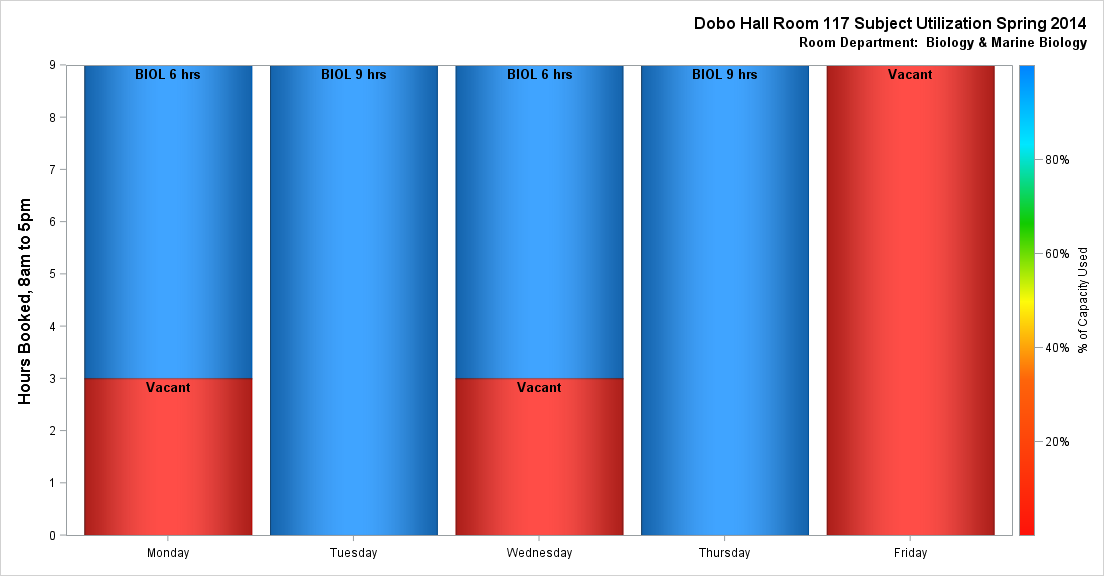 Dobo Hall Room 117 Subject Utilization Spring 2014
Room Department:  Biology & Marine Biology
Hours Booked, 8am to 5pm
9
8
7
6
5
4
3
2
1
0
BIOL 6 hrs
Vacant
BIOL 9 hrs
BIOL 6 hrs
Vacant
BIOL 9 hrs
Vacant
Monday
Tuesday
Wednesday
Thursday
Friday
80%
60%
40%
20%
% of Capacity Used